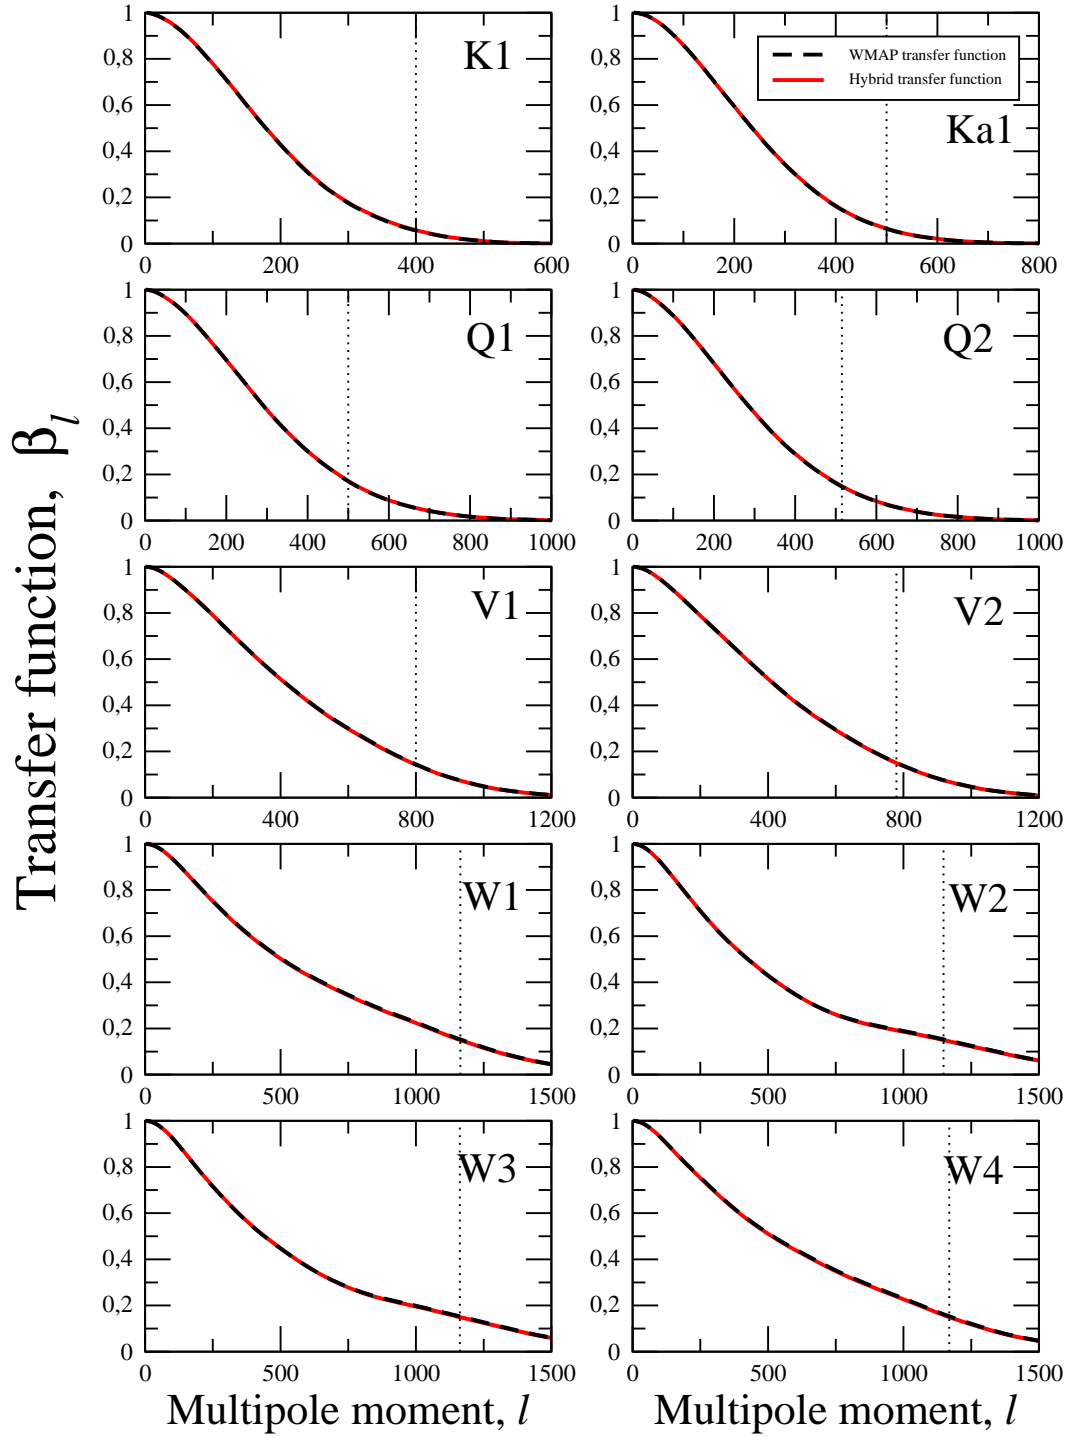 Transfer function, βl
1
0,8
0,6
0,4
0,2
0
K1
0 200 400 600
1
0,8
0,6
0,4
0,2
0
WMAP transfer function
Hybrid transfer function
Ka1
0 200 400 600 800
1
0,8
0,6
0,4
0,2
0
Q1
0 200 400 600 800 1000
1
0,8
0,6
0,4
0,2
0
Q2
0 200 400 600 800 1000
1
0,8
0,6
0,4
0,2
0
V1
0 400 800 1200
1
0,8
0,6
0,4
0,2
0
V2
0 400 800 1200
1
0,8
0,6
0,4
0,2
0
W1
0 500 1000 1500
1
0,8
0,6
0,4
0,2
0
W2
0 500 1000 1500
1
0,8
0,6
0,4
0,2
0
W3
0 500 1000 1500
Multipole moment, l
1
0,8
0,6
0,4
0,2
0
W4
0 500 1000 1500
Multipole moment, l